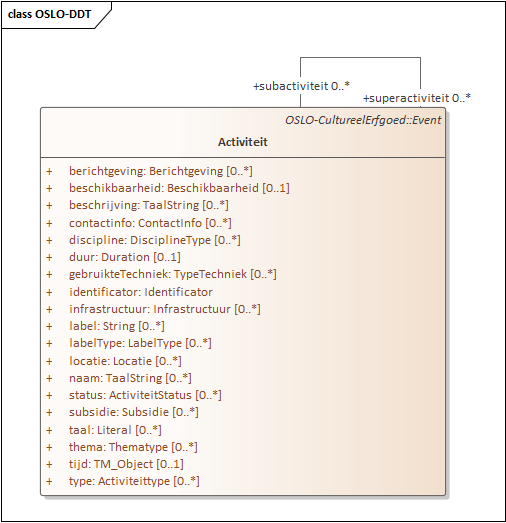 class OSLO-DDT
+subactiviteit 0..*
+superactiviteit 0..*
OSLO-CultureelErfgoed::Event
Activiteit
+ berichtgeving: Berichtgeving [0..*]
+ beschikbaarheid: Beschikbaarheid [0..1]
+ beschrijving: TaalString [0..*]
+ contactinfo: ContactInfo [0..*]
+ discipline: DisciplineType [0..*]
+ duur: Duration [0..1]
+ gebruikteTechniek: TypeTechniek [0..*]
+ identificator: Identificator
+ infrastructuur: Infrastructuur [0..*]
+ label: String [0..*]
+ labelType: LabelType [0..*]
+ locatie: Locatie [0..*]
+ naam: TaalString [0..*]
+ status: ActiviteitStatus [0..*]
+ subsidie: Subsidie [0..*]
+ taal: Literal [0..*]
+ thema: Thematype [0..*]
+ tijd: TM_Object [0..1]
+ type: Activiteittype [0..*]